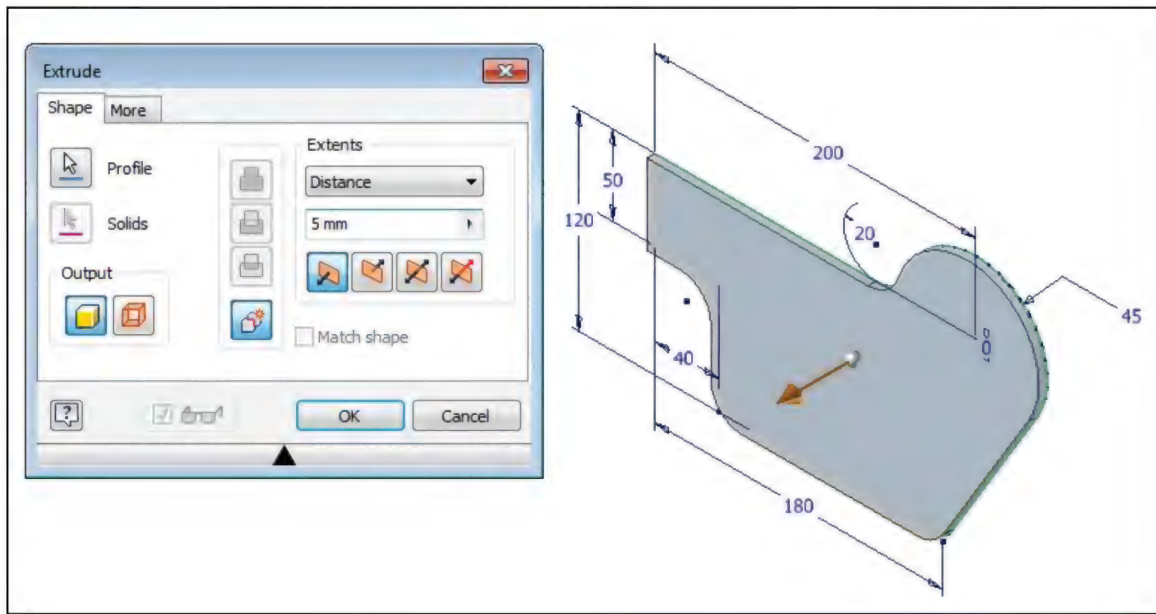 Extrude
Shape
More
Profile
Solids
Output
Extents
Distance
5 mm
Match shape
?
OK
Cancel
200
50
120
20
45
0
40
180